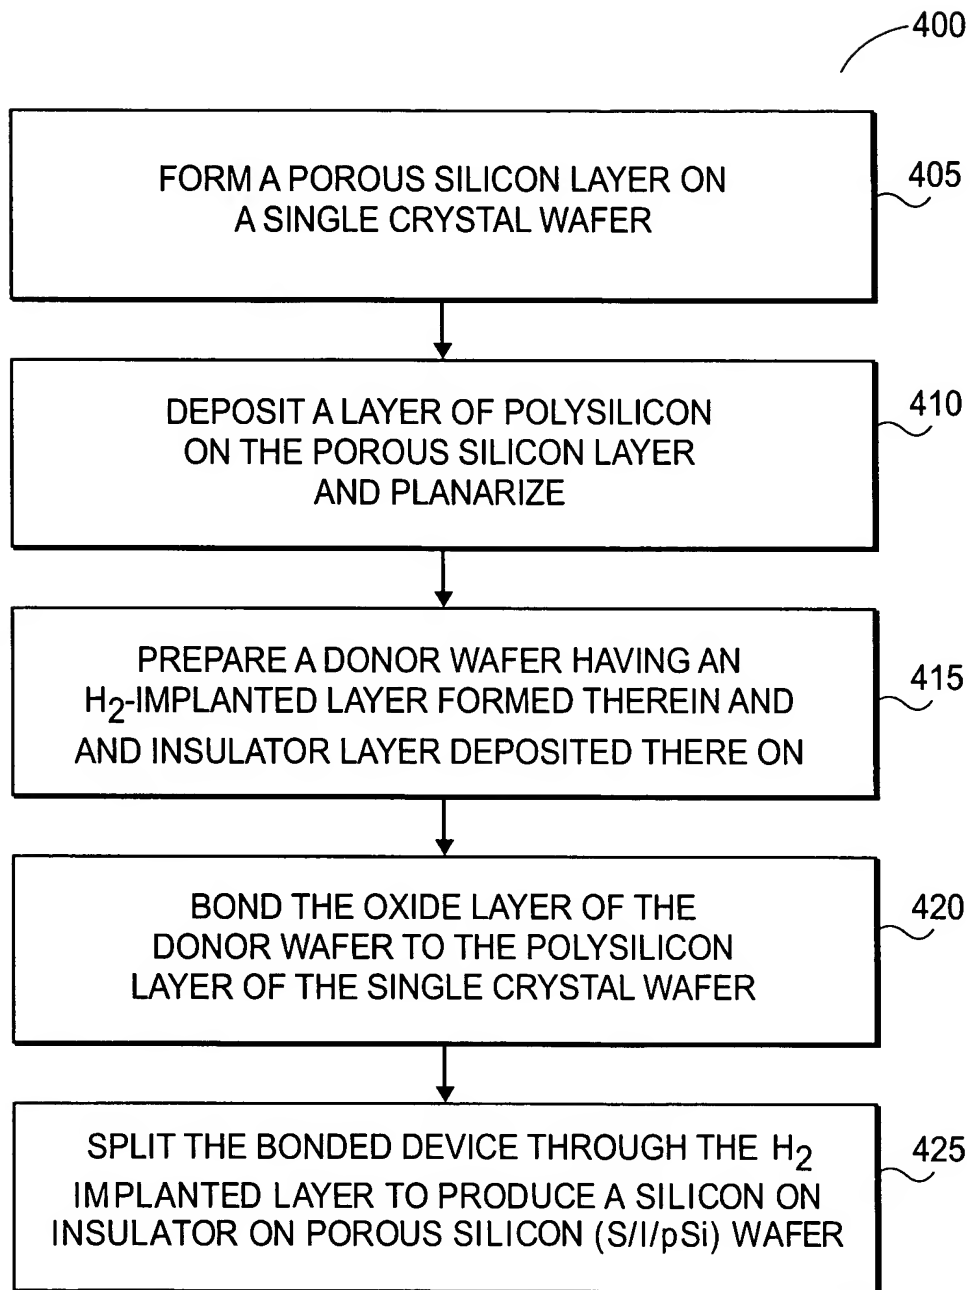 400
FORM A POROUS SILICON LAYER ON
A SINGLE CRYSTAL WAFER
405
DEPOSIT A LAYER OF POLYSILICON
ON THE POROUS SILICON LAYER
AND PLANARIZE
410
PREPARE A DONOR WAFER HAVING AN
H2-IMPLANTED LAYER FORMED THEREIN AND
AND INSULATOR LAYER DEPOSITED THERE ON
415
BOND THE OXIDE LAYER OF THE
DONOR WAFER TO THE POLYSILICON
LAYER OF THE SINGLE CRYSTAL WAFER
420
SPLIT THE BONDED DEVICE THROUGH THE H2
IMPLANTED LAYER TO PRODUCE A SILICON ON
INSULATOR ON POROUS SILICON (S/I/pSi) WAFER
425